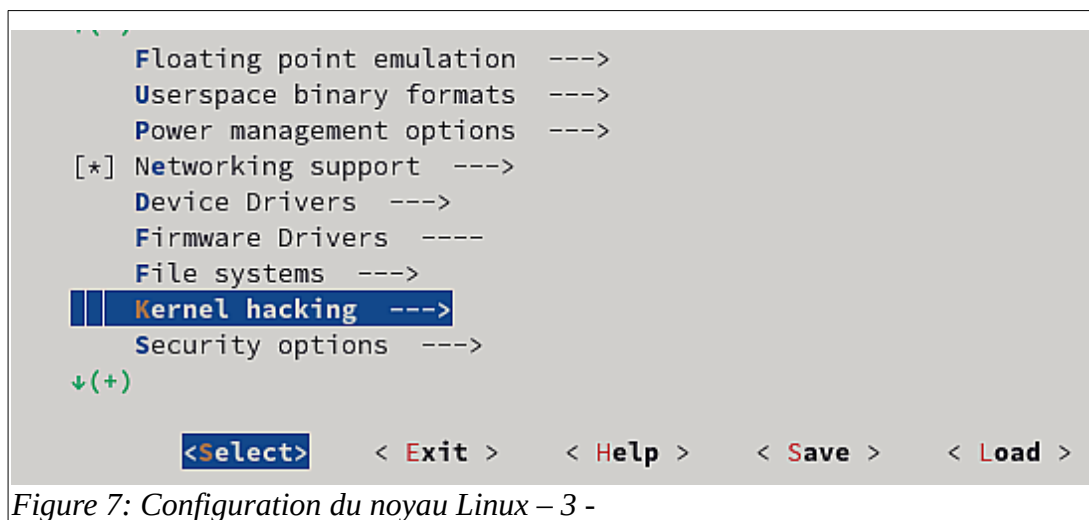 Floating point emulation --->
Userspace binary formats --->
Power management options --->
[*] Networking support --->
Device Drivers --->
Firmware Drivers ----
File systems --->
Kernel hacking --->
Security options --->
↓(+)
<Select> < Exit > < Help > < Save > < Load >
Figure 7: Configuration du noyau Linux – 3 -